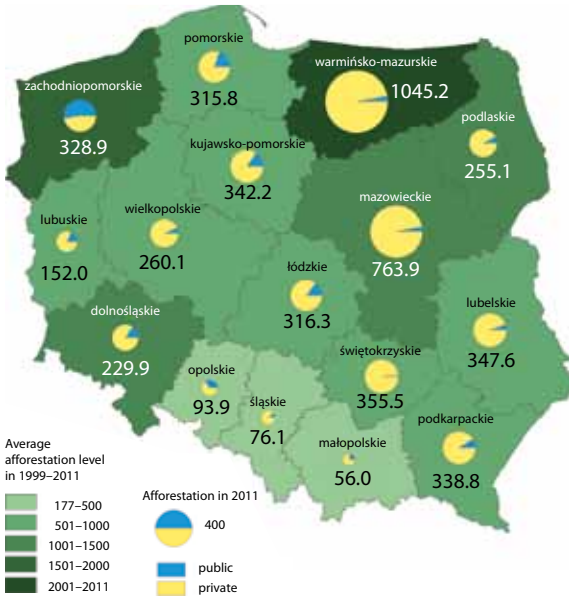 pomorskie
315.8
warmińsko-mazurskie
1045.2
zachodniopomorskie
328.9
podlaskie
255.1
kujawsko-pomorskie
342.2
mazowieckie
763.9
wielkopolskie
260.1
lubuskie
152.0
łódzkie
316.3
lubelskie
347.6
dolnośląskie
229.9
świętokrzyskie
355.5
opolskie
93.9
śląskie
76.1
małopolskie
56.0
podkarpackie
338.8
Average
afforestation level
in 1999–2011
177–500
501–1000
1001–1500
1501–2000
2001–2011
Afforestation in 2011
400
public
private